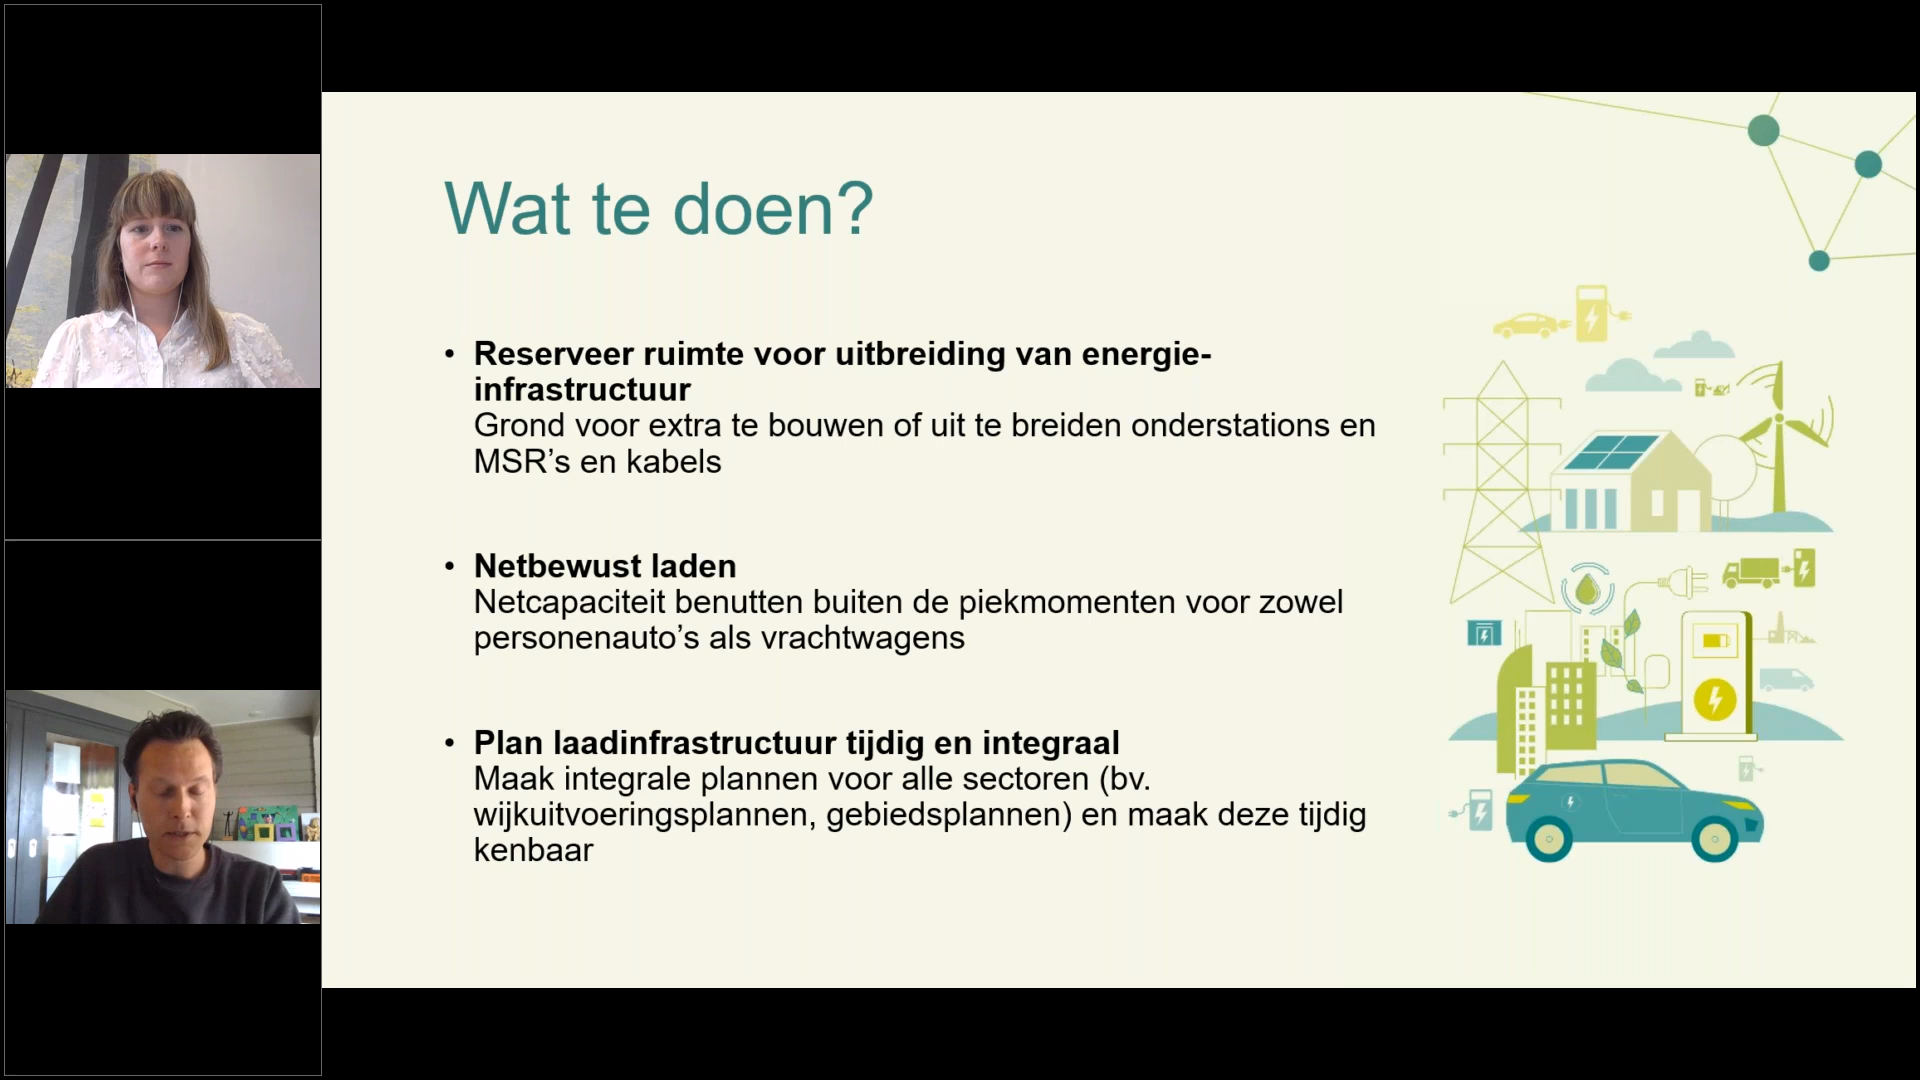 Wat te doen?
• Reserveer ruimte voor uitbreiding van energie-
infrastructuur
Grond voor extra te bouwen of uit te breiden onderstations en
MSR’s en kabels
• Netbewust laden
Netcapaciteit benutten buiten de piekmomenten voor zowel
personenauto’s als vrachtwagens
• Plan laadinfrastructuur tijdig en integraal
Maak integrale plannen voor alle sectoren (bv.
wijkuitvoeringsplannen, gebiedsplannen) en maak deze tijdig
kenbaar